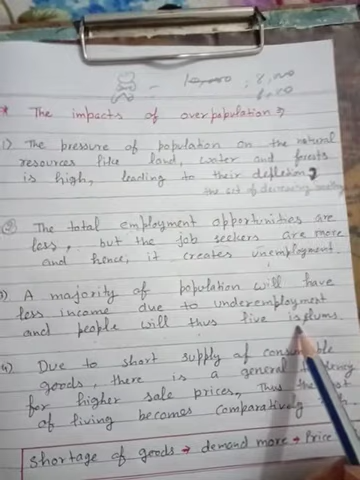 * The impacts of overpopulation :-
1) The pressure of population on the natural
resources like land, water and forests
is high, leading to their depletion
the act of decreasing
2) The total employment opportunities are
less, but the job seekers are more
and hence, it creates unemployment.
3) A majority of population will have
less income due to underemployment
and people will thus live in slums.
4) Due to short supply of
goods, there is a general
for higher sale prices, Thus the
of living becomes comparatively
Shortage of goods → demand more → Price